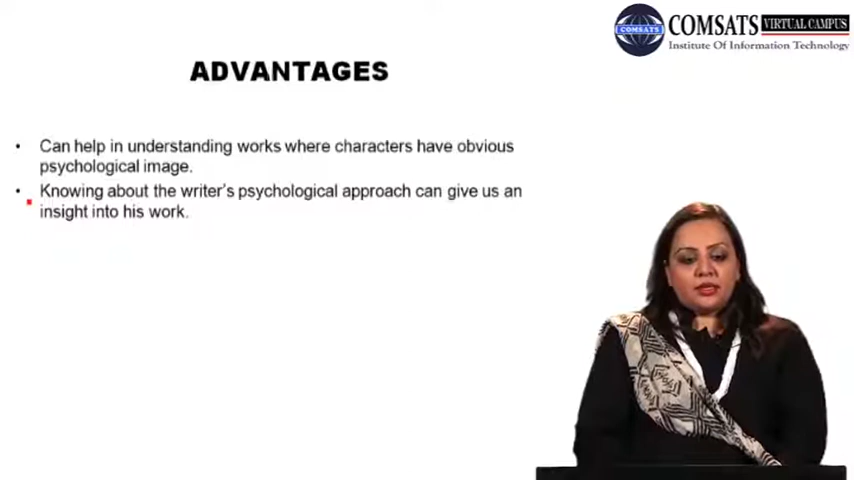 COMSATS VIRTUAL CAMPUS
COMSATS
Institute Of Information Technology
ADVANTAGES
• Can help in understanding works where characters have obvious
psychological image.
• Knowing about the writer's psychological approach can give us an
insight into his work.